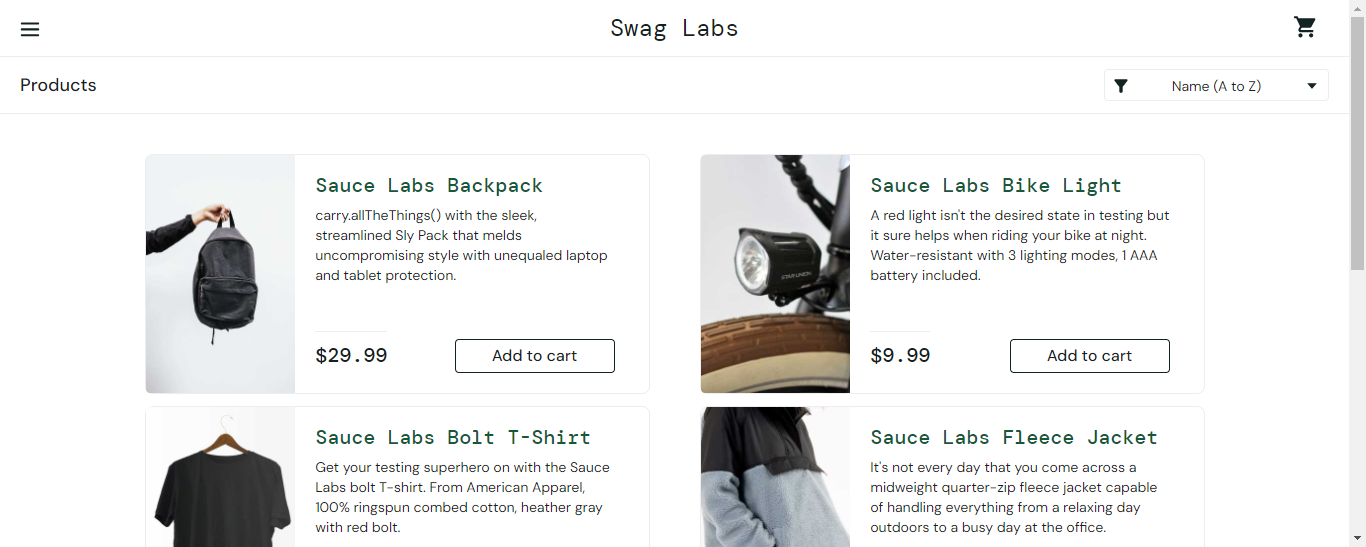 Swag Labs
Products
Name (A to Z)
Sauce Labs Backpack
carry.allTheThings() with the sleek,
streamlined Sly Pack that melds
uncompromising style with unequaled laptop
and tablet protection.
$29.99
Add to cart
Sauce Labs Bike Light
A red light isn't the desired state in testing but
it sure helps when riding your bike at night.
Water-resistant with 3 lighting modes, 1 AAA
battery included.
STAR UNION
$9.99
Add to cart
Sauce Labs Bolt T-Shirt
Get your testing superhero on with the Sauce
Labs bolt T-shirt. From American Apparel,
100% ringspun combed cotton, heather gray
with red bolt.
Sauce Labs Fleece Jacket
It's not every day that you come across a
midweight quarter-zip fleece jacket capable
of handling everything from a relaxing day
outdoors to a busy day at the office.